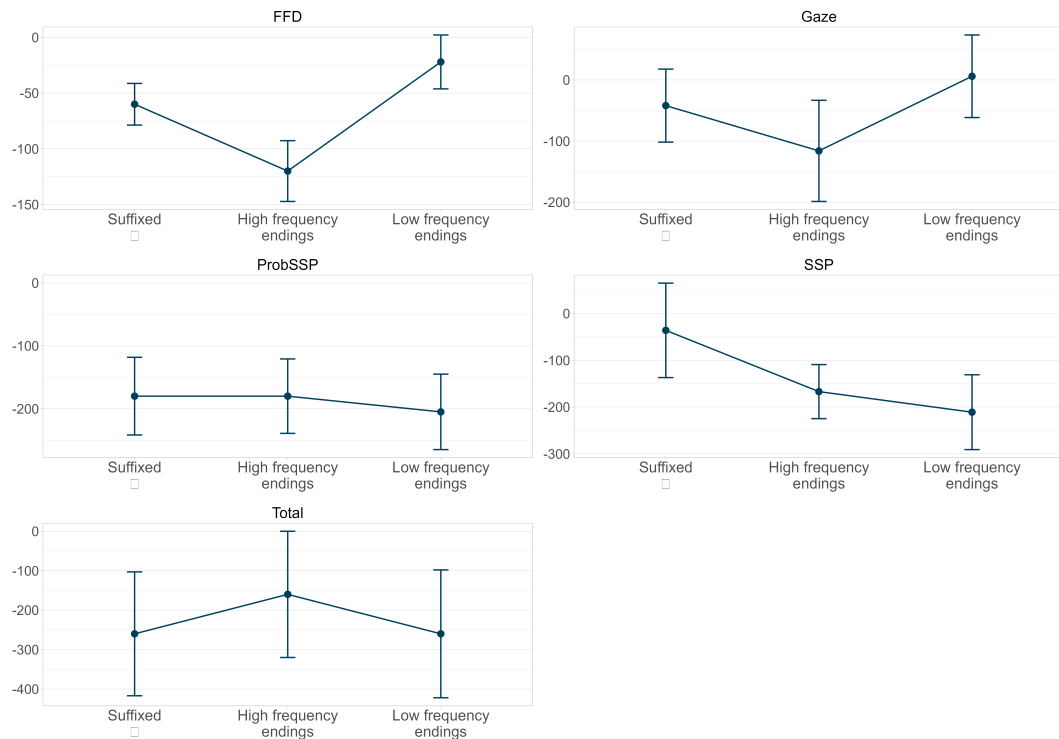 FFD
0
-50
-100
-150
Suffixed High frequency Low frequency
□ endings endings
Gaze
0
-100
-200
Suffixed High frequency Low frequency
□ endings endings
ProbSSP
0
-100
-200
Suffixed High frequency Low frequency
□ endings endings
SSP
0
-100
-200
-300
Suffixed High frequency Low frequency
□ endings endings
Total
0
-100
-200
-300
-400
Suffixed High frequency Low frequency
□ endings endings